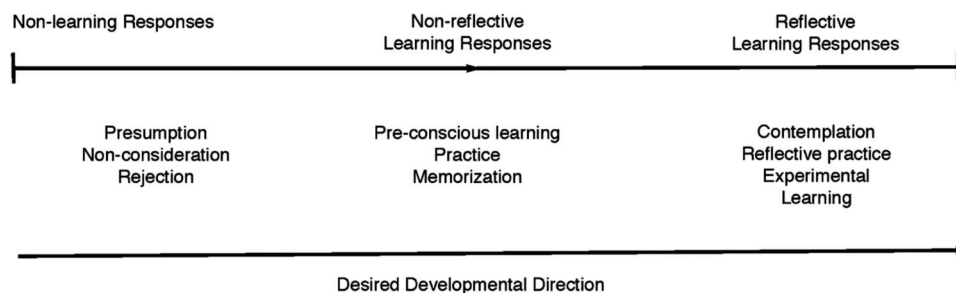 Non-learning Responses
Non-reflective
Learning Responses
Reflective
Learning Responses
Presumption
Non-consideration
Rejection
Pre-conscious learning
Practice
Memorization
Contemplation
Reflective practice
Experimental
Learning
Desired Developmental Direction